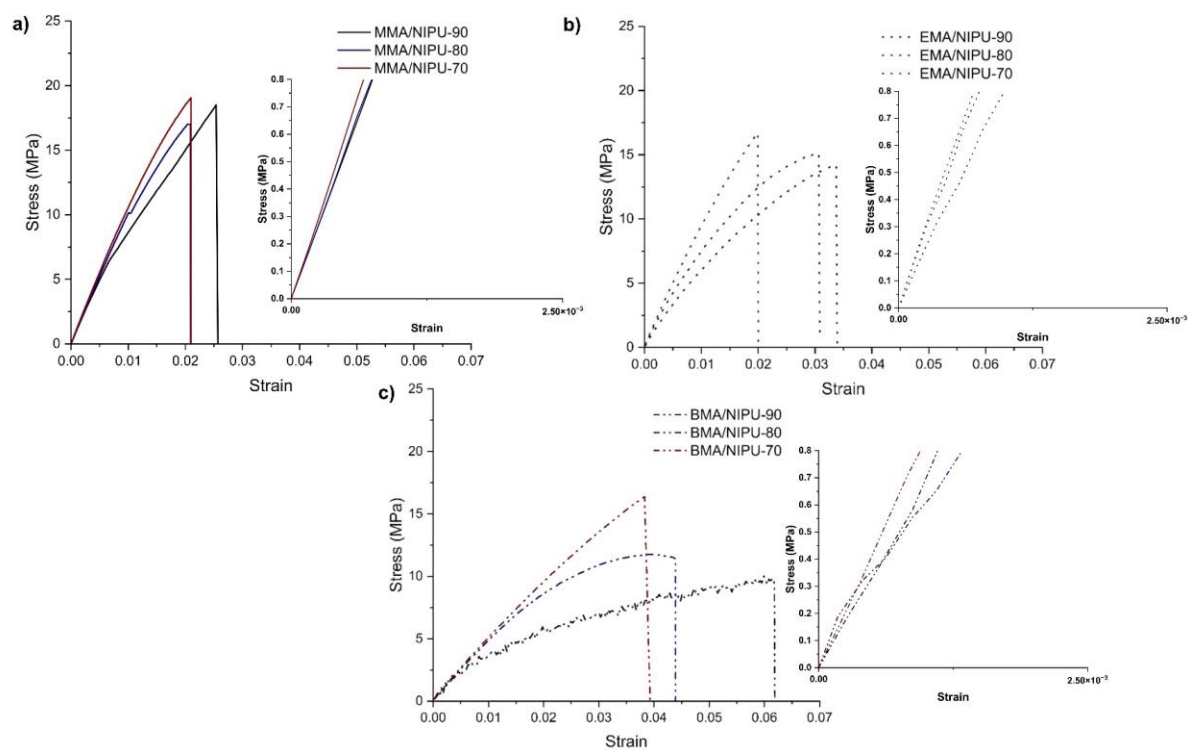 a)
MMA/NIPU-90
MMA/NIPU-80
MMA/NIPU-70
25
20
15
10
5
0
Stress (MPa)
0.00 0.01 0.02 0.03 0.04 0.05 0.06 0.07
Strain
0.8
0.7
0.6
0.5
0.4
0.3
0.2
0.1
0.0
Stress (MPa)
0.00 2.50×10⁻³
Strain
b)
EMA/NIPU-90
EMA/NIPU-80
EMA/NIPU-70
25
20
15
10
5
0
Stress (MPa)
0.00 0.01 0.02 0.03 0.04 0.05 0.06 0.07
Strain
0.8
0.7
0.6
0.5
0.4
0.3
0.2
0.1
0.0
Stress (MPa)
0.00 2.50×10⁻³
Strain
c)
BMA/NIPU-90
BMA/NIPU-80
BMA/NIPU-70
25
20
15
10
5
0
Stress (MPa)
0.00 0.01 0.02 0.03 0.04 0.05 0.06 0.07
Strain
0.8
0.7
0.6
0.5
0.4
0.3
0.2
0.1
0.0
Stress (MPa)
0.00 2.50×10⁻³
Strain